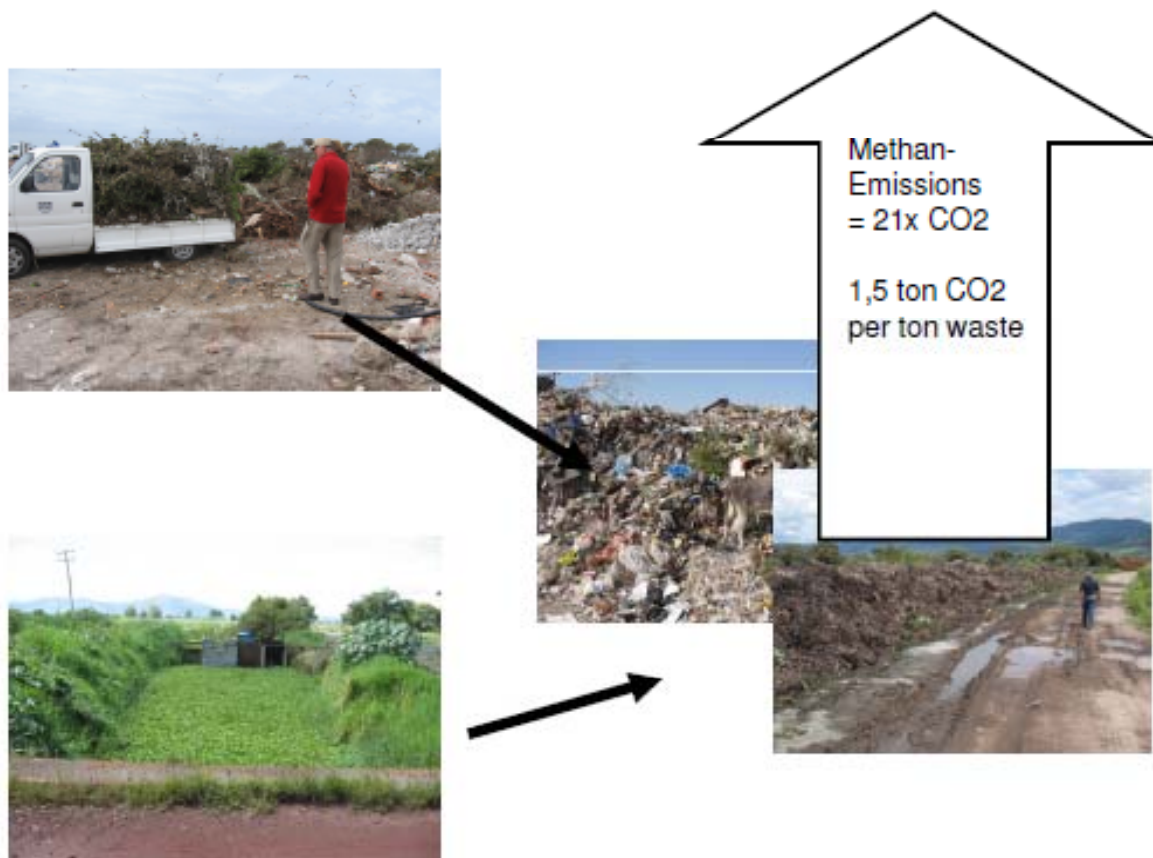 Methan-
Emissions
= 21x CO2
1,5 ton CO2
per ton waste